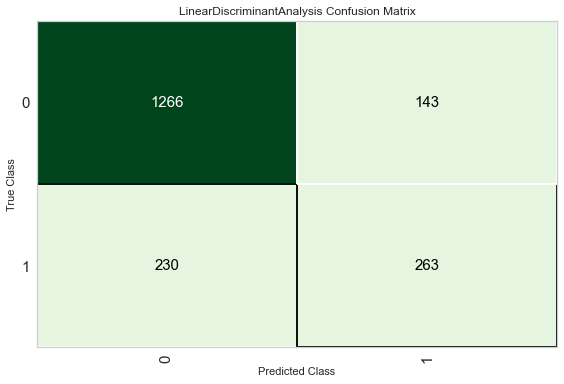 LinearDiscriminantAnalysis Confusion Matrix
0
1266
143
True Class
1
230
263
0
1
Predicted Class